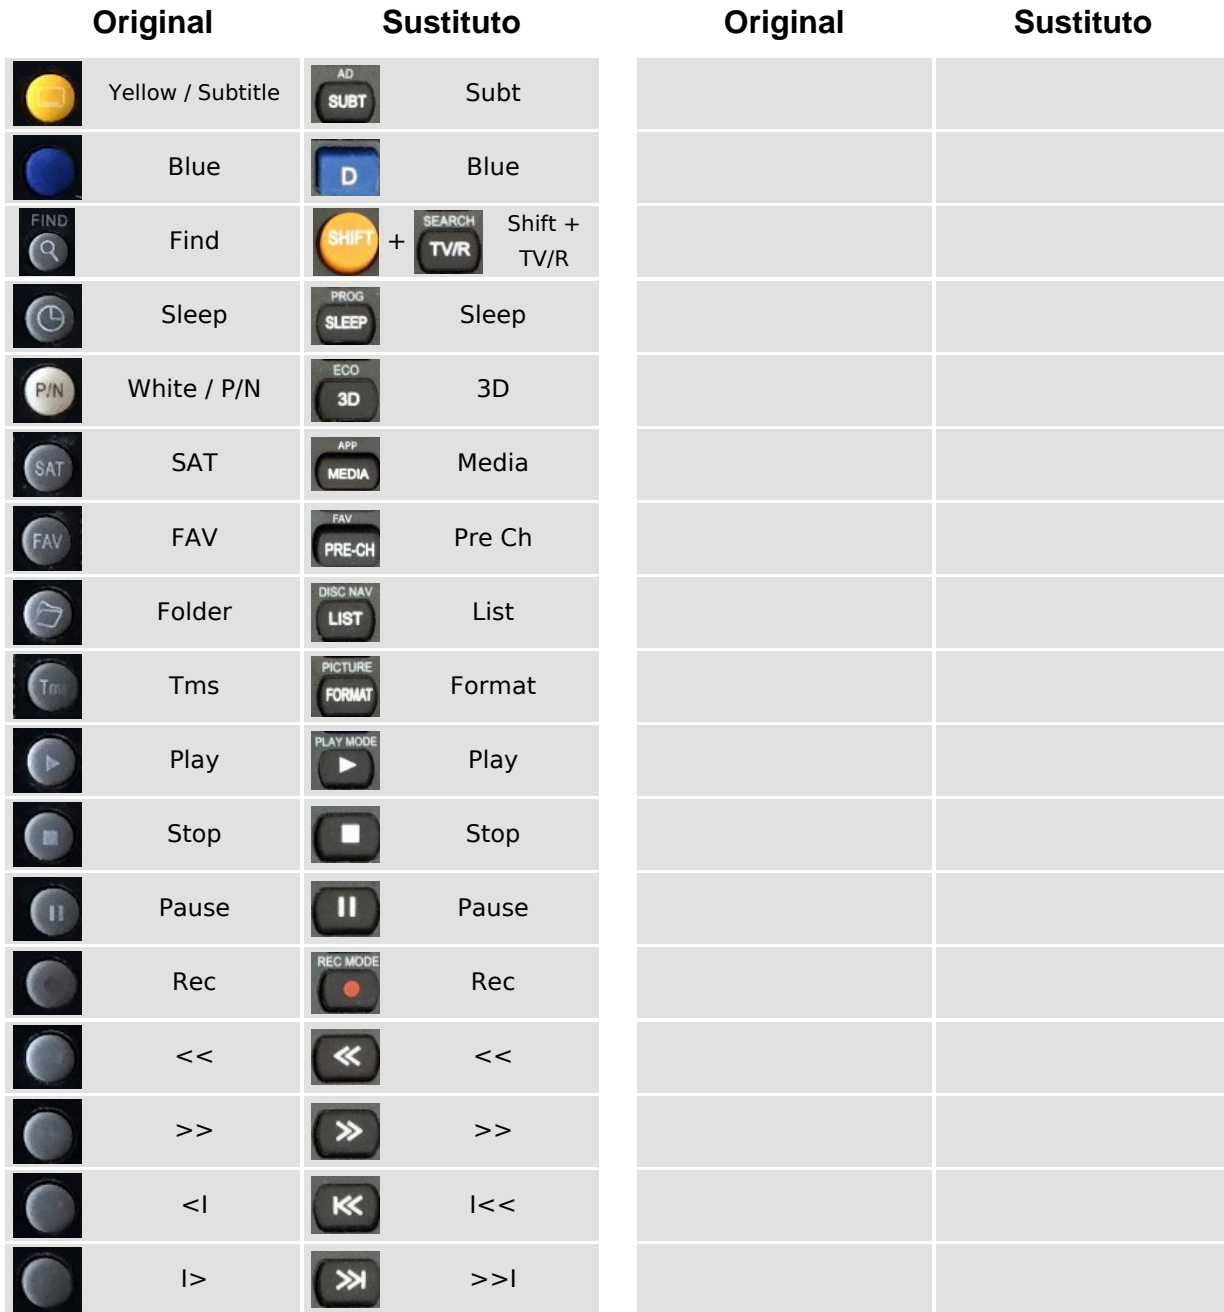 Original Sustituto Original Sustituto
Yellow / Subtitle AD SUBT Subt
Blue D Blue
FIND Find SHIFT + SEARCH TV/R Shift + TV/R
Sleep PROG SLEEP Sleep
P/N White / P/N ECO 3D 3D
SAT SAT APP MEDIA Media
FAV FAV FAV PRE-CH Pre Ch
Folder DISC NAV LIST List
Tms Tms PICTURE FORMAT Format
Play PLAY MODE Play
Stop Stop
Pause Pause
Rec REC MODE Rec
<< <<
>> >>
<I I<<
I> >>I